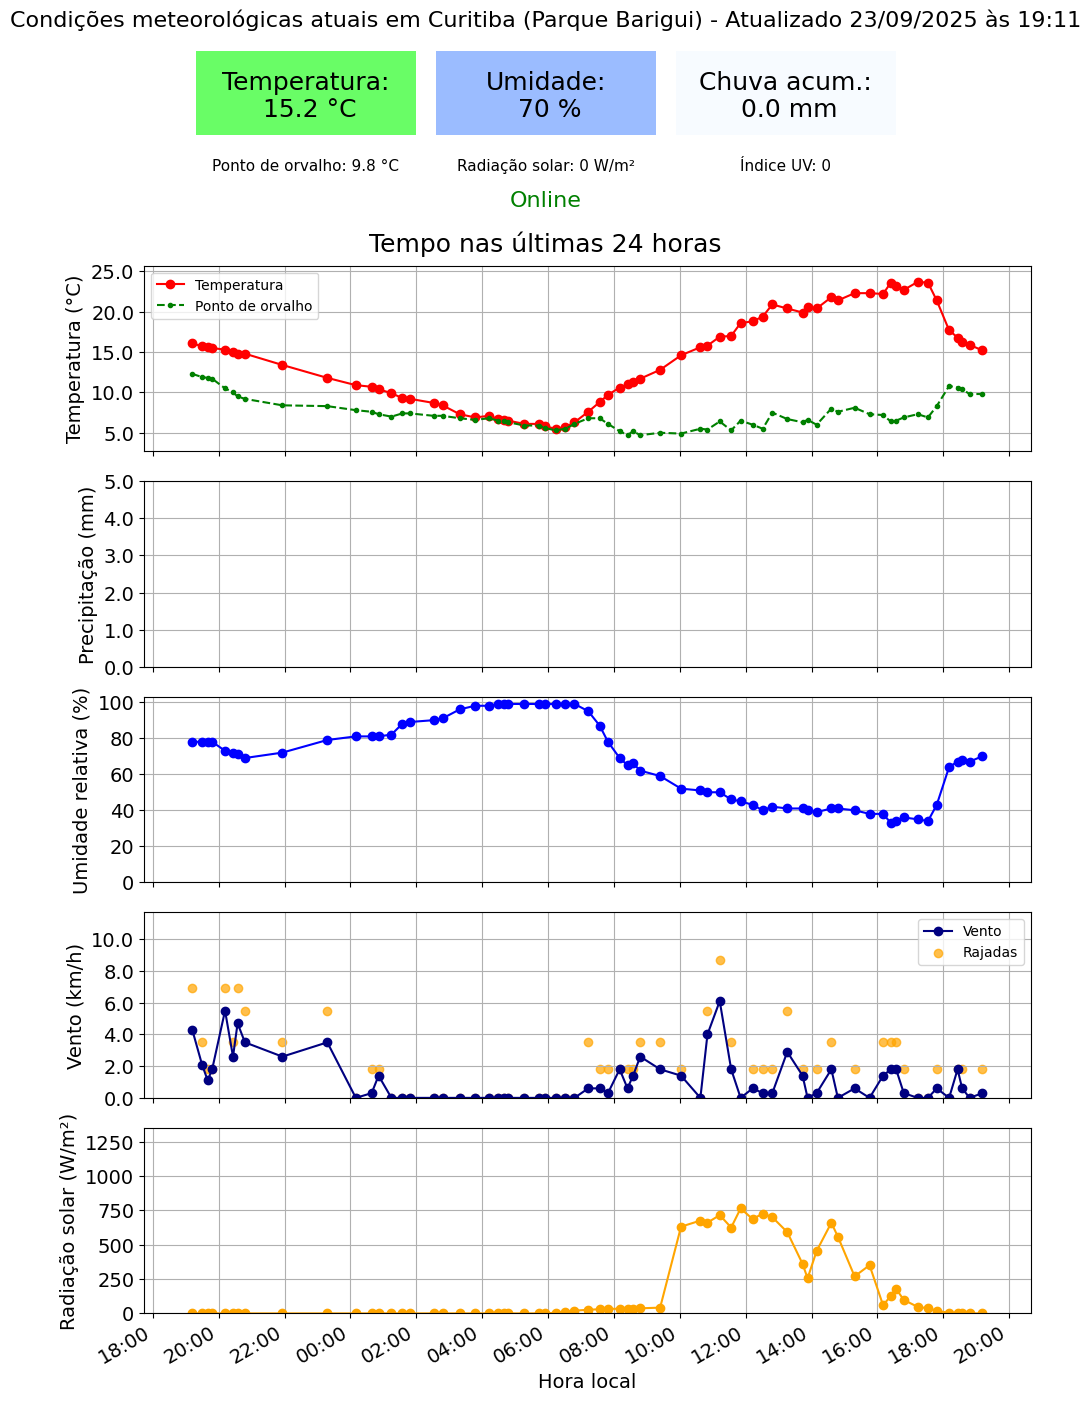 Condições meteorológicas atuais em Curitiba (Parque Barigui) - Atualizado 23/09/2025 às 19:11
Temperatura:
15.2 °C
Umidade:
70 %
Chuva acum.:
0.0 mm
Ponto de orvalho: 9.8 °C
Radiação solar: 0 W/m²
Índice UV: 0
Online
Tempo nas últimas 24 horas
Temperatura (°C)
25.0
20.0
15.0
10.0
5.0
Temperatura
Ponto de orvalho
Precipitação (mm)
5.0
4.0
3.0
2.0
1.0
0.0
Umidade relativa (%)
100
80
60
40
20
0
Vento (km/h)
10.0
8.0
6.0
4.0
2.0
0.0
Vento
Rajadas
Radiação solar (W/m²)
1250
1000
750
500
250
0
18:00
20:00
22:00
00:00
02:00
04:00
06:00
08:00
10:00
12:00
14:00
16:00
18:00
20:00
Hora local